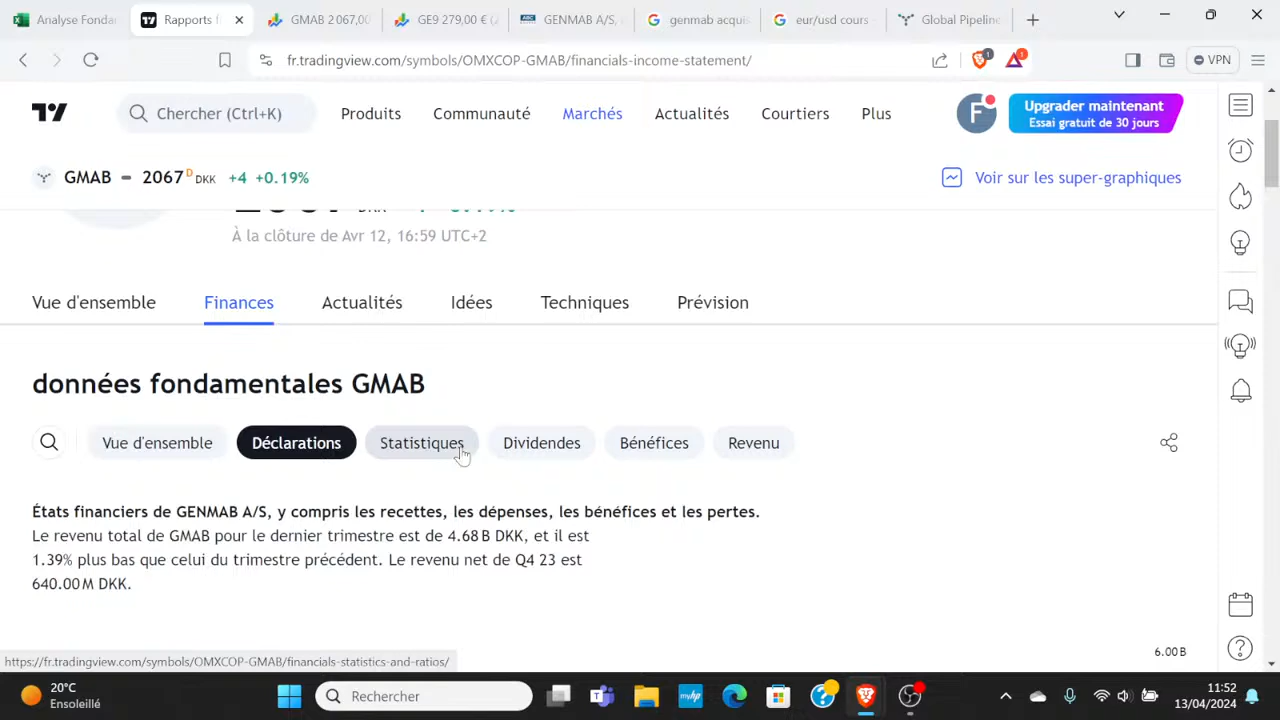 Analyse Fondam
Rapports f
GMAB 2 067,00
GE9 279,00 € (
ABC
GENMAB A/S,
genmab acquis
eur/usd cours
Global Pipeline
fr.tradingview.com/symbols/OMXCOP-GMAB/financials-income-statement/
1
1
VPN
Chercher (Ctrl+K)
Produits
Communauté
Marchés
Actualités
Courtiers
Plus
F
Upgrader maintenant
Essai gratuit de 30 jours
GMAB
2067 D DKK +4 +0.19%
Voir sur les super-graphiques
À la clôture de Avr 12, 16:59 UTC+2
Vue d'ensemble
Finances
Actualités
Idées
Techniques
Prévision
données fondamentales GMAB
Vue d'ensemble
Déclarations
Statistiques
Dividendes
Bénéfices
Revenu
États financiers de GENMAB A/S, y compris les recettes, les dépenses, les bénéfices et les pertes.
Le revenu total de GMAB pour le dernier trimestre est de 4.68 B DKK, et il est
1.39% plus bas que celui du trimestre précédent. Le revenu net de Q4 23 est
640.00 M DKK.
6.00 B
https://fr.tradingview.com/symbols/OMXCOP-GMAB/financials-statistics-and-ratios/
20°C
Ensoleillé
Rechercher
11:52
13/04/2024